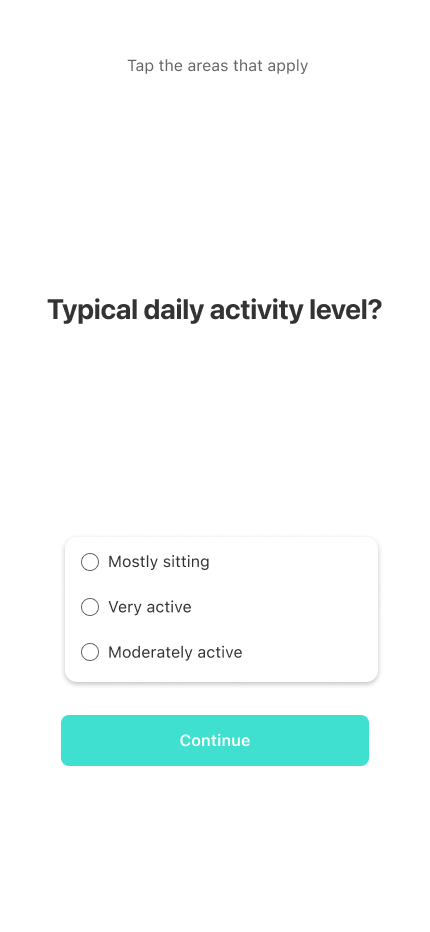 Tap the areas that apply
Typical daily activity level?
Mostly sitting
Very active
Moderately active
Continue